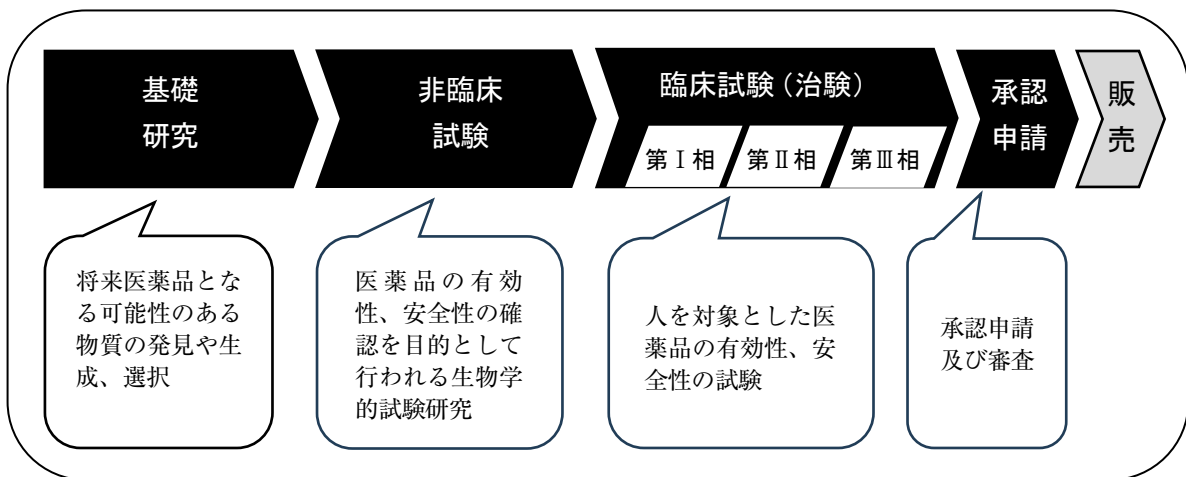 基礎
研究
非臨床
試験
臨床試験（治験）
第Ⅰ相
第Ⅱ相
第Ⅲ相
承認
申請
販
売
将来医薬品とな
る可能性のある
物質の発見や生
成、選択
医薬品の有効
性、安全性の確
認を目的として
行われる生物学
的試験研究
人を対象とした医
薬品の有効性、安
全性の試験
承認申請
及び審査